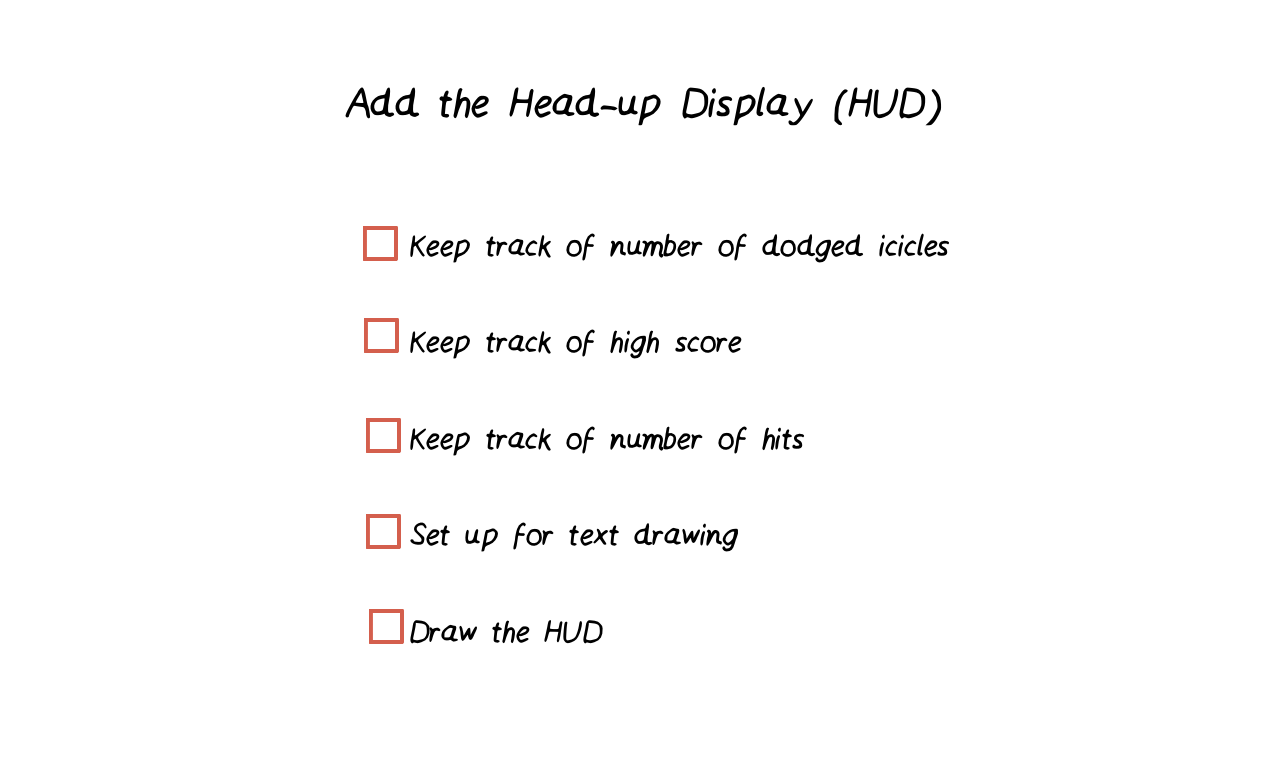 Add the Head-up Display (HUD)
Keep track of number of dodged icicles
Keep track of high score
Keep track of number of hits
Set up for text drawing
Draw the HUD